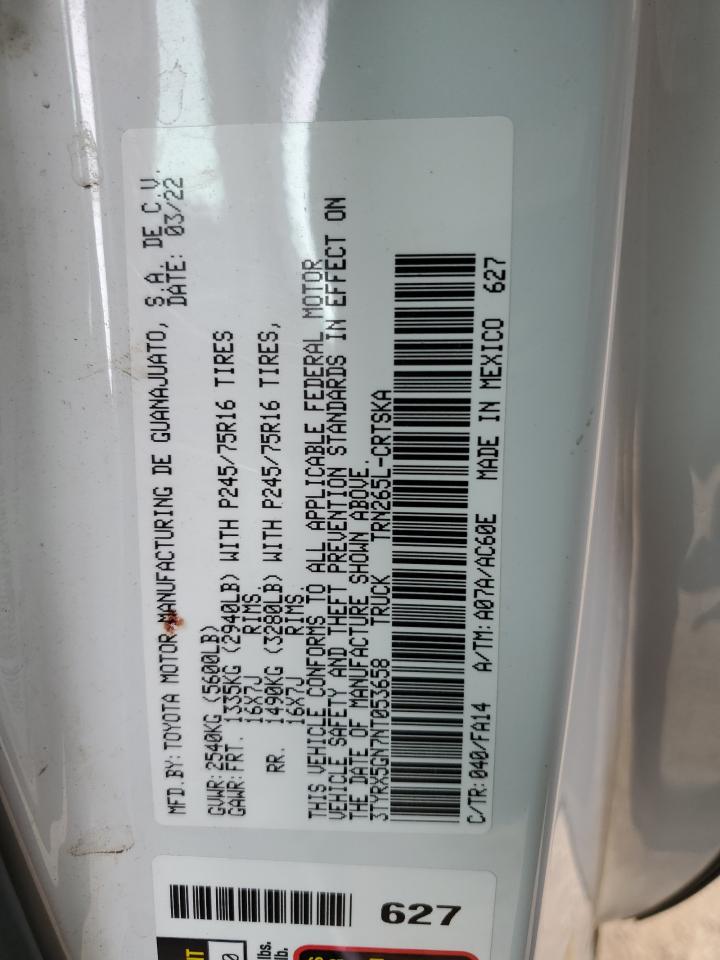 MFD.BY:TOYOTA MOTOR MANUFACTURING DE GUANAJUATO, S.A. DE C.V.
DATE: 03/22
GVWR:2540KG (5600LB)
GAWR:FRT. 1335KG (2940LB) WITH P245/75R16 TIRES
16X7J RIMS
RR. 1490KG (3280LB) WITH P245/75R16 TIRES,
16X7J RIMS.
THIS VEHICLE CONFORMS TO ALL APPLICABLE FEDERAL MOTOR
VEHICLE SAFETY AND THEFT PREVENTION STANDARDS IN EFFECT ON
THE DATE OF MANUFACTURE SHOWN ABOVE.
3TYRX5GN7NT053658 TRUCK TRN265L-CRTSKA
C/TR:040/FA14 A/TM:A07A/AC60E MADE IN MEXICO 627
627
lbs.
lb.